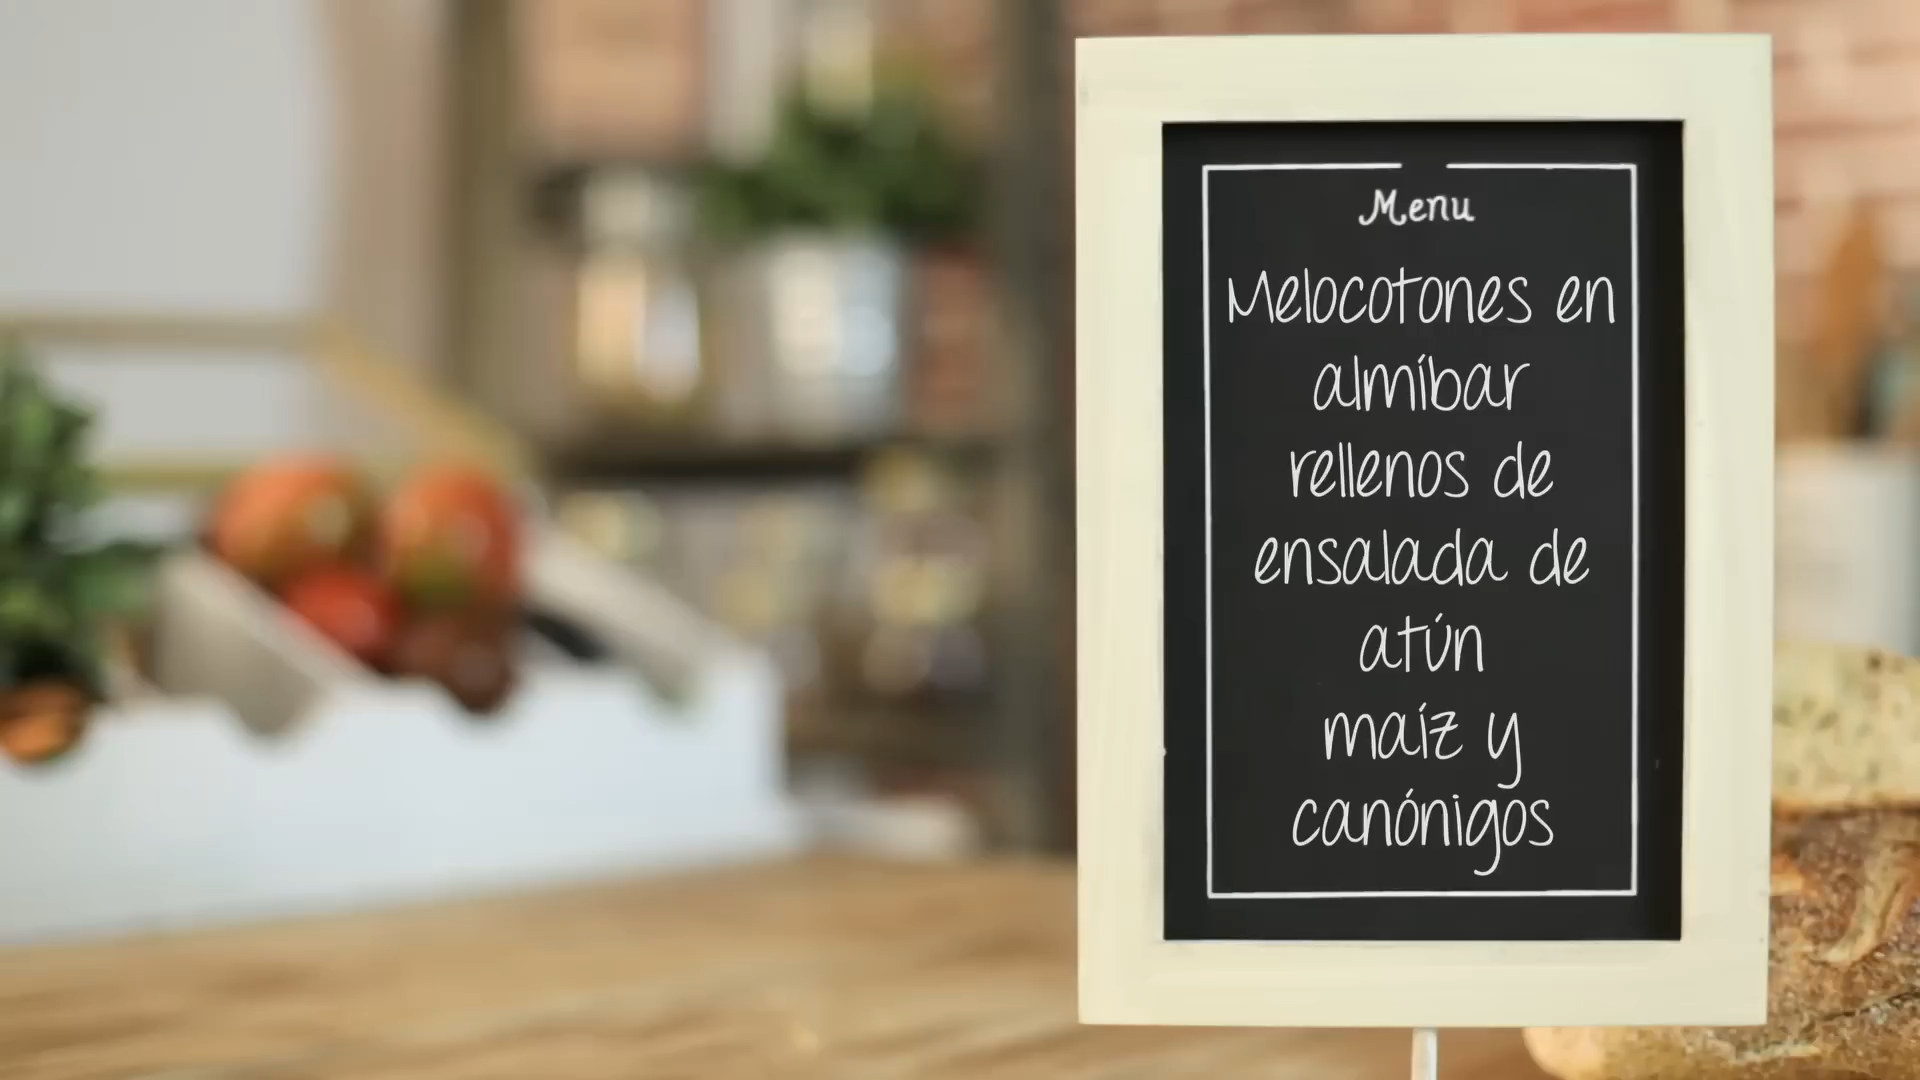 Menu
Melocotones en
almíbar
rellenos de
ensalada de
atún
maíz y
canónigos